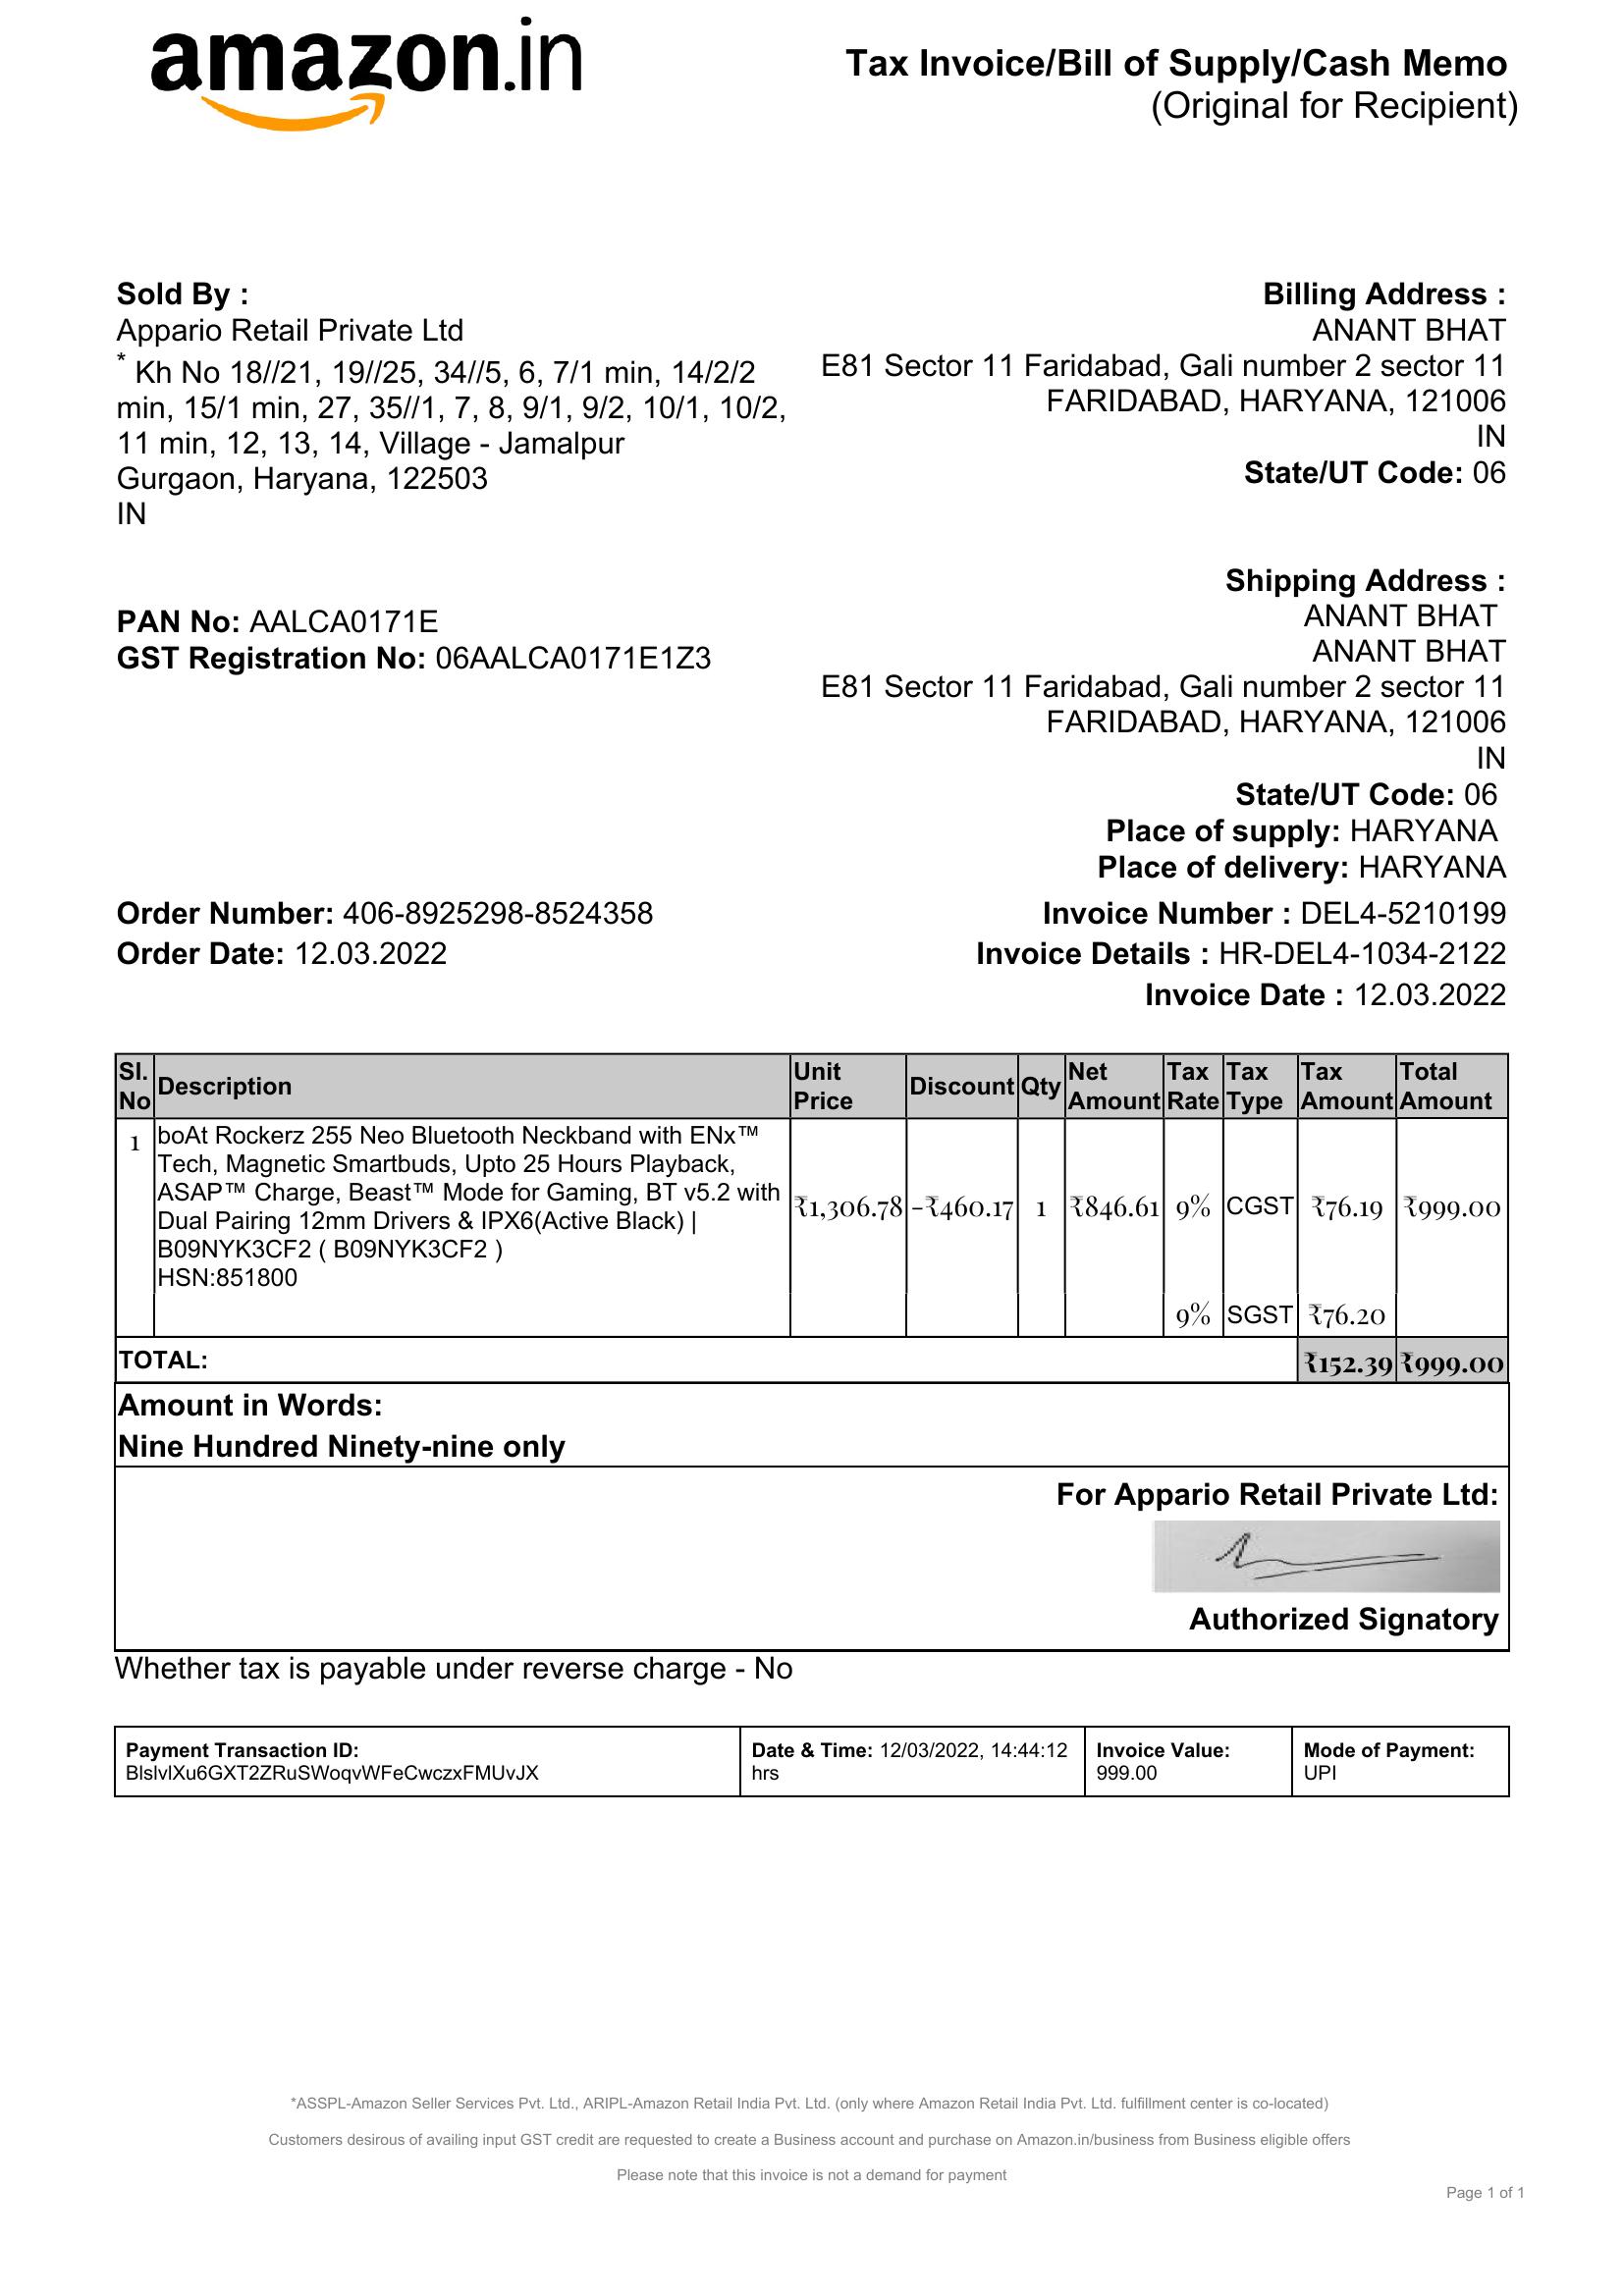 amazon.in
Tax Invoice/Bill of Supply/Cash Memo
(Original for Recipient)
Sold By :
Appario Retail Private Ltd
* Kh No 18//21, 19//25, 34//5, 6, 7/1 min, 14/2/2
min, 15/1 min, 27, 35//1, 7, 8, 9/1, 9/2, 10/1, 10/2,
11 min, 12, 13, 14, Village - Jamalpur
Gurgaon, Haryana, 122503
IN
Billing Address :
ANANT BHAT
E81 Sector 11 Faridabad, Gali number 2 sector 11
FARIDABAD, HARYANA, 121006
IN
State/UT Code: 06
PAN No: AALCA0171E
GST Registration No: 06AALCA0171E1Z3
Shipping Address :
ANANT BHAT
ANANT BHAT
E81 Sector 11 Faridabad, Gali number 2 sector 11
FARIDABAD, HARYANA, 121006
IN
State/UT Code: 06
Place of supply: HARYANA
Place of delivery: HARYANA
Order Number: 406-8925298-8524358
Order Date: 12.03.2022
Invoice Number : DEL4-5210199
Invoice Details : HR-DEL4-1034-2122
Invoice Date : 12.03.2022
Sl. No Description Unit Price Discount Qty Net Amount Tax Rate Tax Type Tax Amount Total Amount
1
boAt Rockerz 255 Neo Bluetooth Neckband with ENx™
Tech, Magnetic Smartbuds, Upto 25 Hours Playback,
ASAP™ Charge, Beast™ Mode for Gaming, BT v5.2 with
Dual Pairing 12mm Drivers & IPX6(Active Black) |
B09NYK3CF2 ( B09NYK3CF2 )
HSN:851800
₹1,306.78 -₹460.17 1 ₹846.61 9% CGST ₹76.19 ₹999.00
9% SGST ₹76.20
TOTAL: ₹152.39 ₹999.00
Amount in Words:
Nine Hundred Ninety-nine only
For Appario Retail Private Ltd:
Authorized Signatory
Whether tax is payable under reverse charge - No
Payment Transaction ID:
BlslvlXu6GXT2ZRuSWoqvWFeCwczxFMUvJX
Date & Time: 12/03/2022, 14:44:12
hrs
Invoice Value:
999.00
Mode of Payment:
UPI
*ASSPL-Amazon Seller Services Pvt. Ltd., ARIPL-Amazon Retail India Pvt. Ltd. (only where Amazon Retail India Pvt. Ltd. fulfillment center is co-located)
Customers desirous of availing input GST credit are requested to create a Business account and purchase on Amazon.in/business from Business eligible offers
Please note that this invoice is not a demand for payment
Page 1 of 1